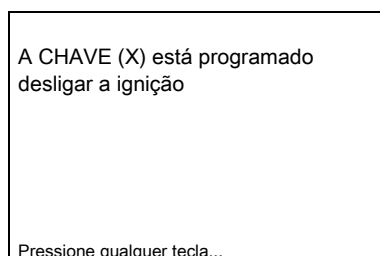 A CHAVE (X) está programado
desligar a ignição
Pressione qualquer tecla...